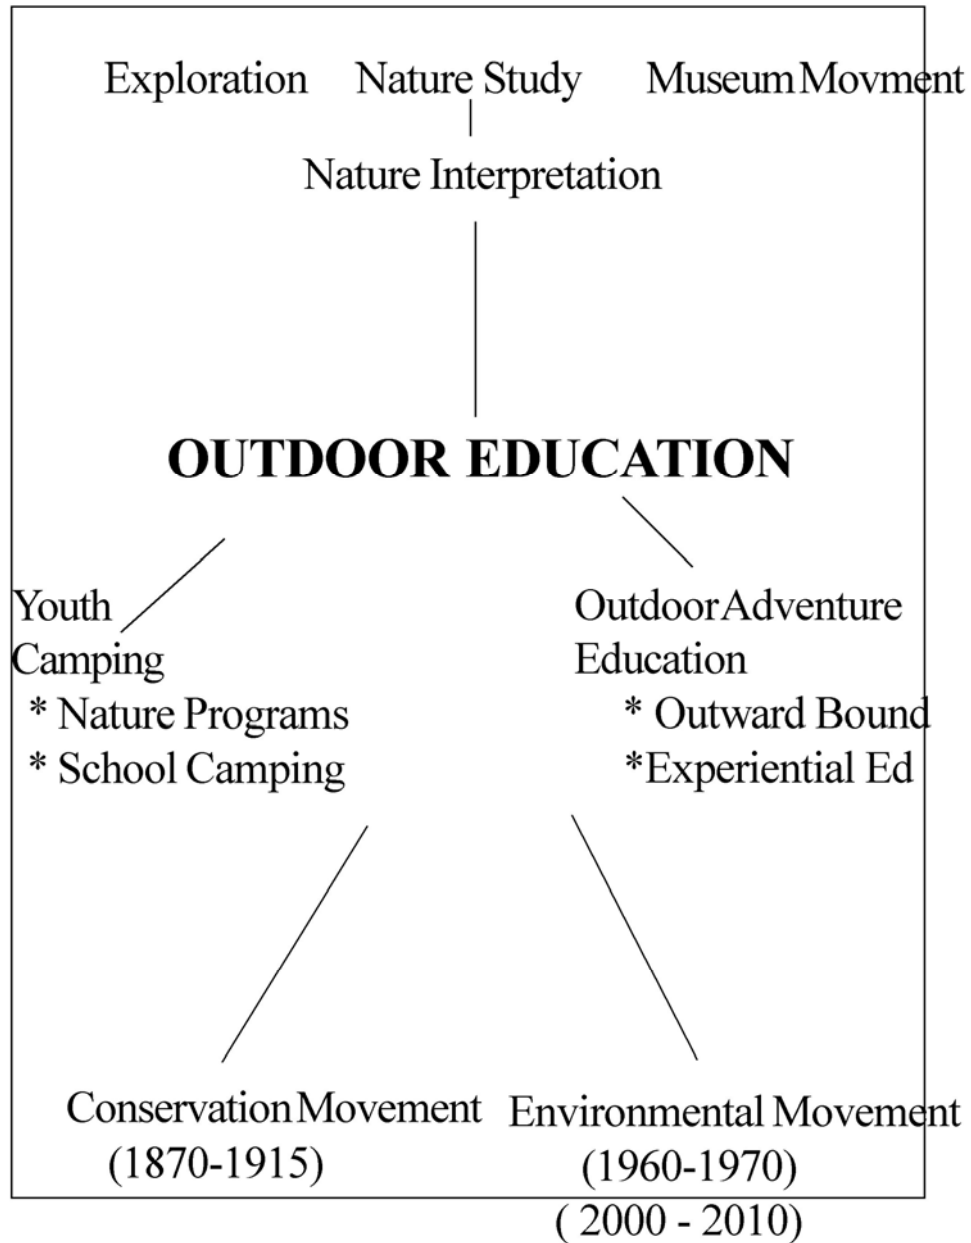 Exploration Nature Study Museum Movment
Nature Interpretation
OUTDOOR EDUCATION
Youth
Camping
* Nature Programs
* School Camping
Outdoor Adventure
Education
* Outward Bound
*Experiential Ed
Conservation Movement
(1870-1915)
Environmental Movement
(1960-1970)
( 2000 - 2010)